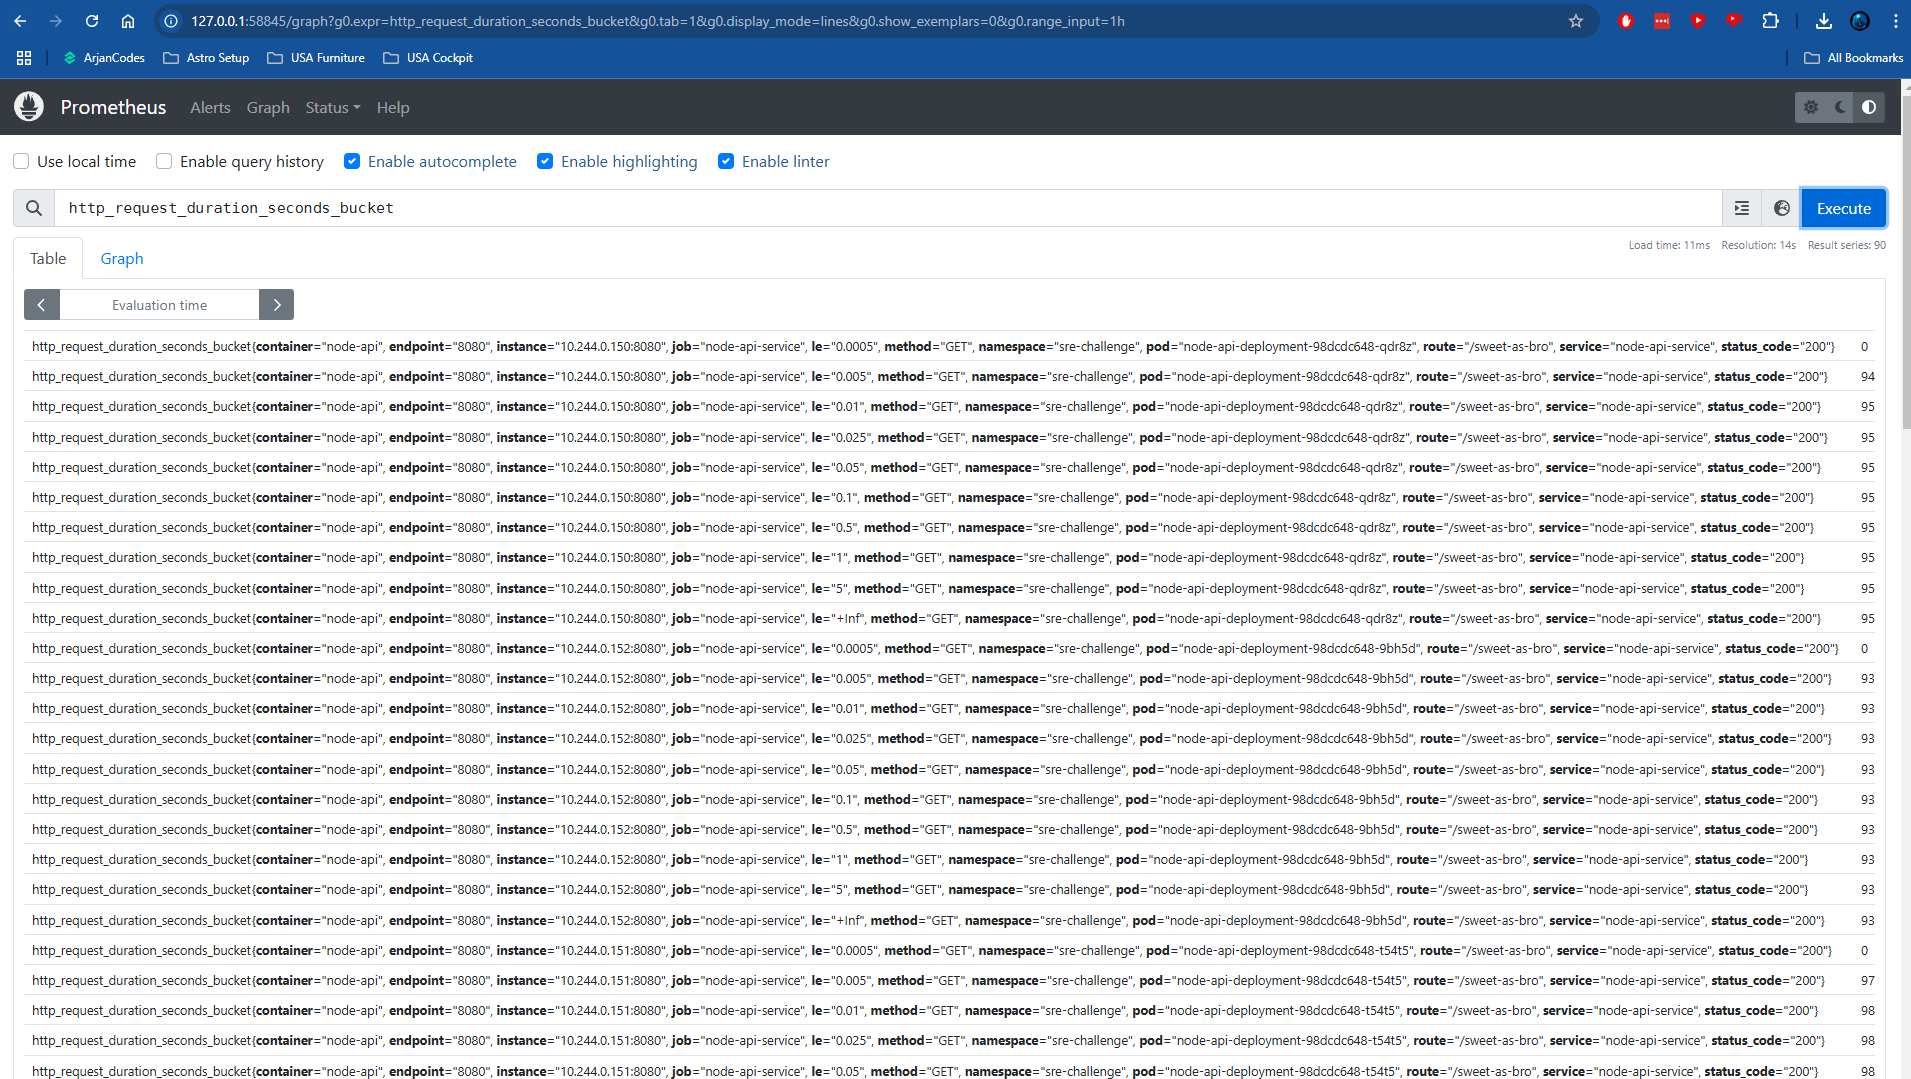 127.0.0.1:58845/graph?g0.expr=http_request_duration_seconds_bucket&g0.tab=1&g0.display_mode=lines&g0.show_exemplars=0&g0.range_input=1h
ArjanCodes Astro Setup USA Furniture USA Cockpit All Bookmarks
Prometheus Alerts Graph Status Help
Use local time Enable query history Enable autocomplete Enable highlighting Enable linter
http_request_duration_seconds_bucket Execute
Table Graph Load time: 11ms Resolution: 14s Result series: 90
Evaluation time
http_request_duration_seconds_bucket{container="node-api", endpoint="8080", instance="10.244.0.150:8080", job="node-api-service", le="0.0005", method="GET", namespace="sre-challenge", pod="node-api-deployment-98dcdc648-qdr8z", route="/sweet-as-bro", service="node-api-service", status_code="200"} 0
http_request_duration_seconds_bucket{container="node-api", endpoint="8080", instance="10.244.0.150:8080", job="node-api-service", le="0.005", method="GET", namespace="sre-challenge", pod="node-api-deployment-98dcdc648-qdr8z", route="/sweet-as-bro", service="node-api-service", status_code="200"} 94
http_request_duration_seconds_bucket{container="node-api", endpoint="8080", instance="10.244.0.150:8080", job="node-api-service", le="0.01", method="GET", namespace="sre-challenge", pod="node-api-deployment-98dcdc648-qdr8z", route="/sweet-as-bro", service="node-api-service", status_code="200"} 95
http_request_duration_seconds_bucket{container="node-api", endpoint="8080", instance="10.244.0.150:8080", job="node-api-service", le="0.025", method="GET", namespace="sre-challenge", pod="node-api-deployment-98dcdc648-qdr8z", route="/sweet-as-bro", service="node-api-service", status_code="200"} 95
http_request_duration_seconds_bucket{container="node-api", endpoint="8080", instance="10.244.0.150:8080", job="node-api-service", le="0.05", method="GET", namespace="sre-challenge", pod="node-api-deployment-98dcdc648-qdr8z", route="/sweet-as-bro", service="node-api-service", status_code="200"} 95
http_request_duration_seconds_bucket{container="node-api", endpoint="8080", instance="10.244.0.150:8080", job="node-api-service", le="0.1", method="GET", namespace="sre-challenge", pod="node-api-deployment-98dcdc648-qdr8z", route="/sweet-as-bro", service="node-api-service", status_code="200"} 95
http_request_duration_seconds_bucket{container="node-api", endpoint="8080", instance="10.244.0.150:8080", job="node-api-service", le="0.5", method="GET", namespace="sre-challenge", pod="node-api-deployment-98dcdc648-qdr8z", route="/sweet-as-bro", service="node-api-service", status_code="200"} 95
http_request_duration_seconds_bucket{container="node-api", endpoint="8080", instance="10.244.0.150:8080", job="node-api-service", le="1", method="GET", namespace="sre-challenge", pod="node-api-deployment-98dcdc648-qdr8z", route="/sweet-as-bro", service="node-api-service", status_code="200"} 95
http_request_duration_seconds_bucket{container="node-api", endpoint="8080", instance="10.244.0.150:8080", job="node-api-service", le="5", method="GET", namespace="sre-challenge", pod="node-api-deployment-98dcdc648-qdr8z", route="/sweet-as-bro", service="node-api-service", status_code="200"} 95
http_request_duration_seconds_bucket{container="node-api", endpoint="8080", instance="10.244.0.150:8080", job="node-api-service", le="+Inf", method="GET", namespace="sre-challenge", pod="node-api-deployment-98dcdc648-qdr8z", route="/sweet-as-bro", service="node-api-service", status_code="200"} 95
http_request_duration_seconds_bucket{container="node-api", endpoint="8080", instance="10.244.0.152:8080", job="node-api-service", le="0.0005", method="GET", namespace="sre-challenge", pod="node-api-deployment-98dcdc648-9bh5d", route="/sweet-as-bro", service="node-api-service", status_code="200"} 0
http_request_duration_seconds_bucket{container="node-api", endpoint="8080", instance="10.244.0.152:8080", job="node-api-service", le="0.005", method="GET", namespace="sre-challenge", pod="node-api-deployment-98dcdc648-9bh5d", route="/sweet-as-bro", service="node-api-service", status_code="200"} 93
http_request_duration_seconds_bucket{container="node-api", endpoint="8080", instance="10.244.0.152:8080", job="node-api-service", le="0.01", method="GET", namespace="sre-challenge", pod="node-api-deployment-98dcdc648-9bh5d", route="/sweet-as-bro", service="node-api-service", status_code="200"} 93
http_request_duration_seconds_bucket{container="node-api", endpoint="8080", instance="10.244.0.152:8080", job="node-api-service", le="0.025", method="GET", namespace="sre-challenge", pod="node-api-deployment-98dcdc648-9bh5d", route="/sweet-as-bro", service="node-api-service", status_code="200"} 93
http_request_duration_seconds_bucket{container="node-api", endpoint="8080", instance="10.244.0.152:8080", job="node-api-service", le="0.05", method="GET", namespace="sre-challenge", pod="node-api-deployment-98dcdc648-9bh5d", route="/sweet-as-bro", service="node-api-service", status_code="200"} 93
http_request_duration_seconds_bucket{container="node-api", endpoint="8080", instance="10.244.0.152:8080", job="node-api-service", le="0.1", method="GET", namespace="sre-challenge", pod="node-api-deployment-98dcdc648-9bh5d", route="/sweet-as-bro", service="node-api-service", status_code="200"} 93
http_request_duration_seconds_bucket{container="node-api", endpoint="8080", instance="10.244.0.152:8080", job="node-api-service", le="0.5", method="GET", namespace="sre-challenge", pod="node-api-deployment-98dcdc648-9bh5d", route="/sweet-as-bro", service="node-api-service", status_code="200"} 93
http_request_duration_seconds_bucket{container="node-api", endpoint="8080", instance="10.244.0.152:8080", job="node-api-service", le="1", method="GET", namespace="sre-challenge", pod="node-api-deployment-98dcdc648-9bh5d", route="/sweet-as-bro", service="node-api-service", status_code="200"} 93
http_request_duration_seconds_bucket{container="node-api", endpoint="8080", instance="10.244.0.152:8080", job="node-api-service", le="5", method="GET", namespace="sre-challenge", pod="node-api-deployment-98dcdc648-9bh5d", route="/sweet-as-bro", service="node-api-service", status_code="200"} 93
http_request_duration_seconds_bucket{container="node-api", endpoint="8080", instance="10.244.0.152:8080", job="node-api-service", le="+Inf", method="GET", namespace="sre-challenge", pod="node-api-deployment-98dcdc648-9bh5d", route="/sweet-as-bro", service="node-api-service", status_code="200"} 93
http_request_duration_seconds_bucket{container="node-api", endpoint="8080", instance="10.244.0.151:8080", job="node-api-service", le="0.0005", method="GET", namespace="sre-challenge", pod="node-api-deployment-98dcdc648-t54t5", route="/sweet-as-bro", service="node-api-service", status_code="200"} 0
http_request_duration_seconds_bucket{container="node-api", endpoint="8080", instance="10.244.0.151:8080", job="node-api-service", le="0.005", method="GET", namespace="sre-challenge", pod="node-api-deployment-98dcdc648-t54t5", route="/sweet-as-bro", service="node-api-service", status_code="200"} 97
http_request_duration_seconds_bucket{container="node-api", endpoint="8080", instance="10.244.0.151:8080", job="node-api-service", le="0.01", method="GET", namespace="sre-challenge", pod="node-api-deployment-98dcdc648-t54t5", route="/sweet-as-bro", service="node-api-service", status_code="200"} 98
http_request_duration_seconds_bucket{container="node-api", endpoint="8080", instance="10.244.0.151:8080", job="node-api-service", le="0.025", method="GET", namespace="sre-challenge", pod="node-api-deployment-98dcdc648-t54t5", route="/sweet-as-bro", service="node-api-service", status_code="200"} 98
http_request_duration_seconds_bucket{container="node-api", endpoint="8080", instance="10.244.0.151:8080", job="node-api-service", le="0.05", method="GET", namespace="sre-challenge", pod="node-api-deployment-98dcdc648-t54t5", route="/sweet-as-bro", service="node-api-service", status_code="200"} 98